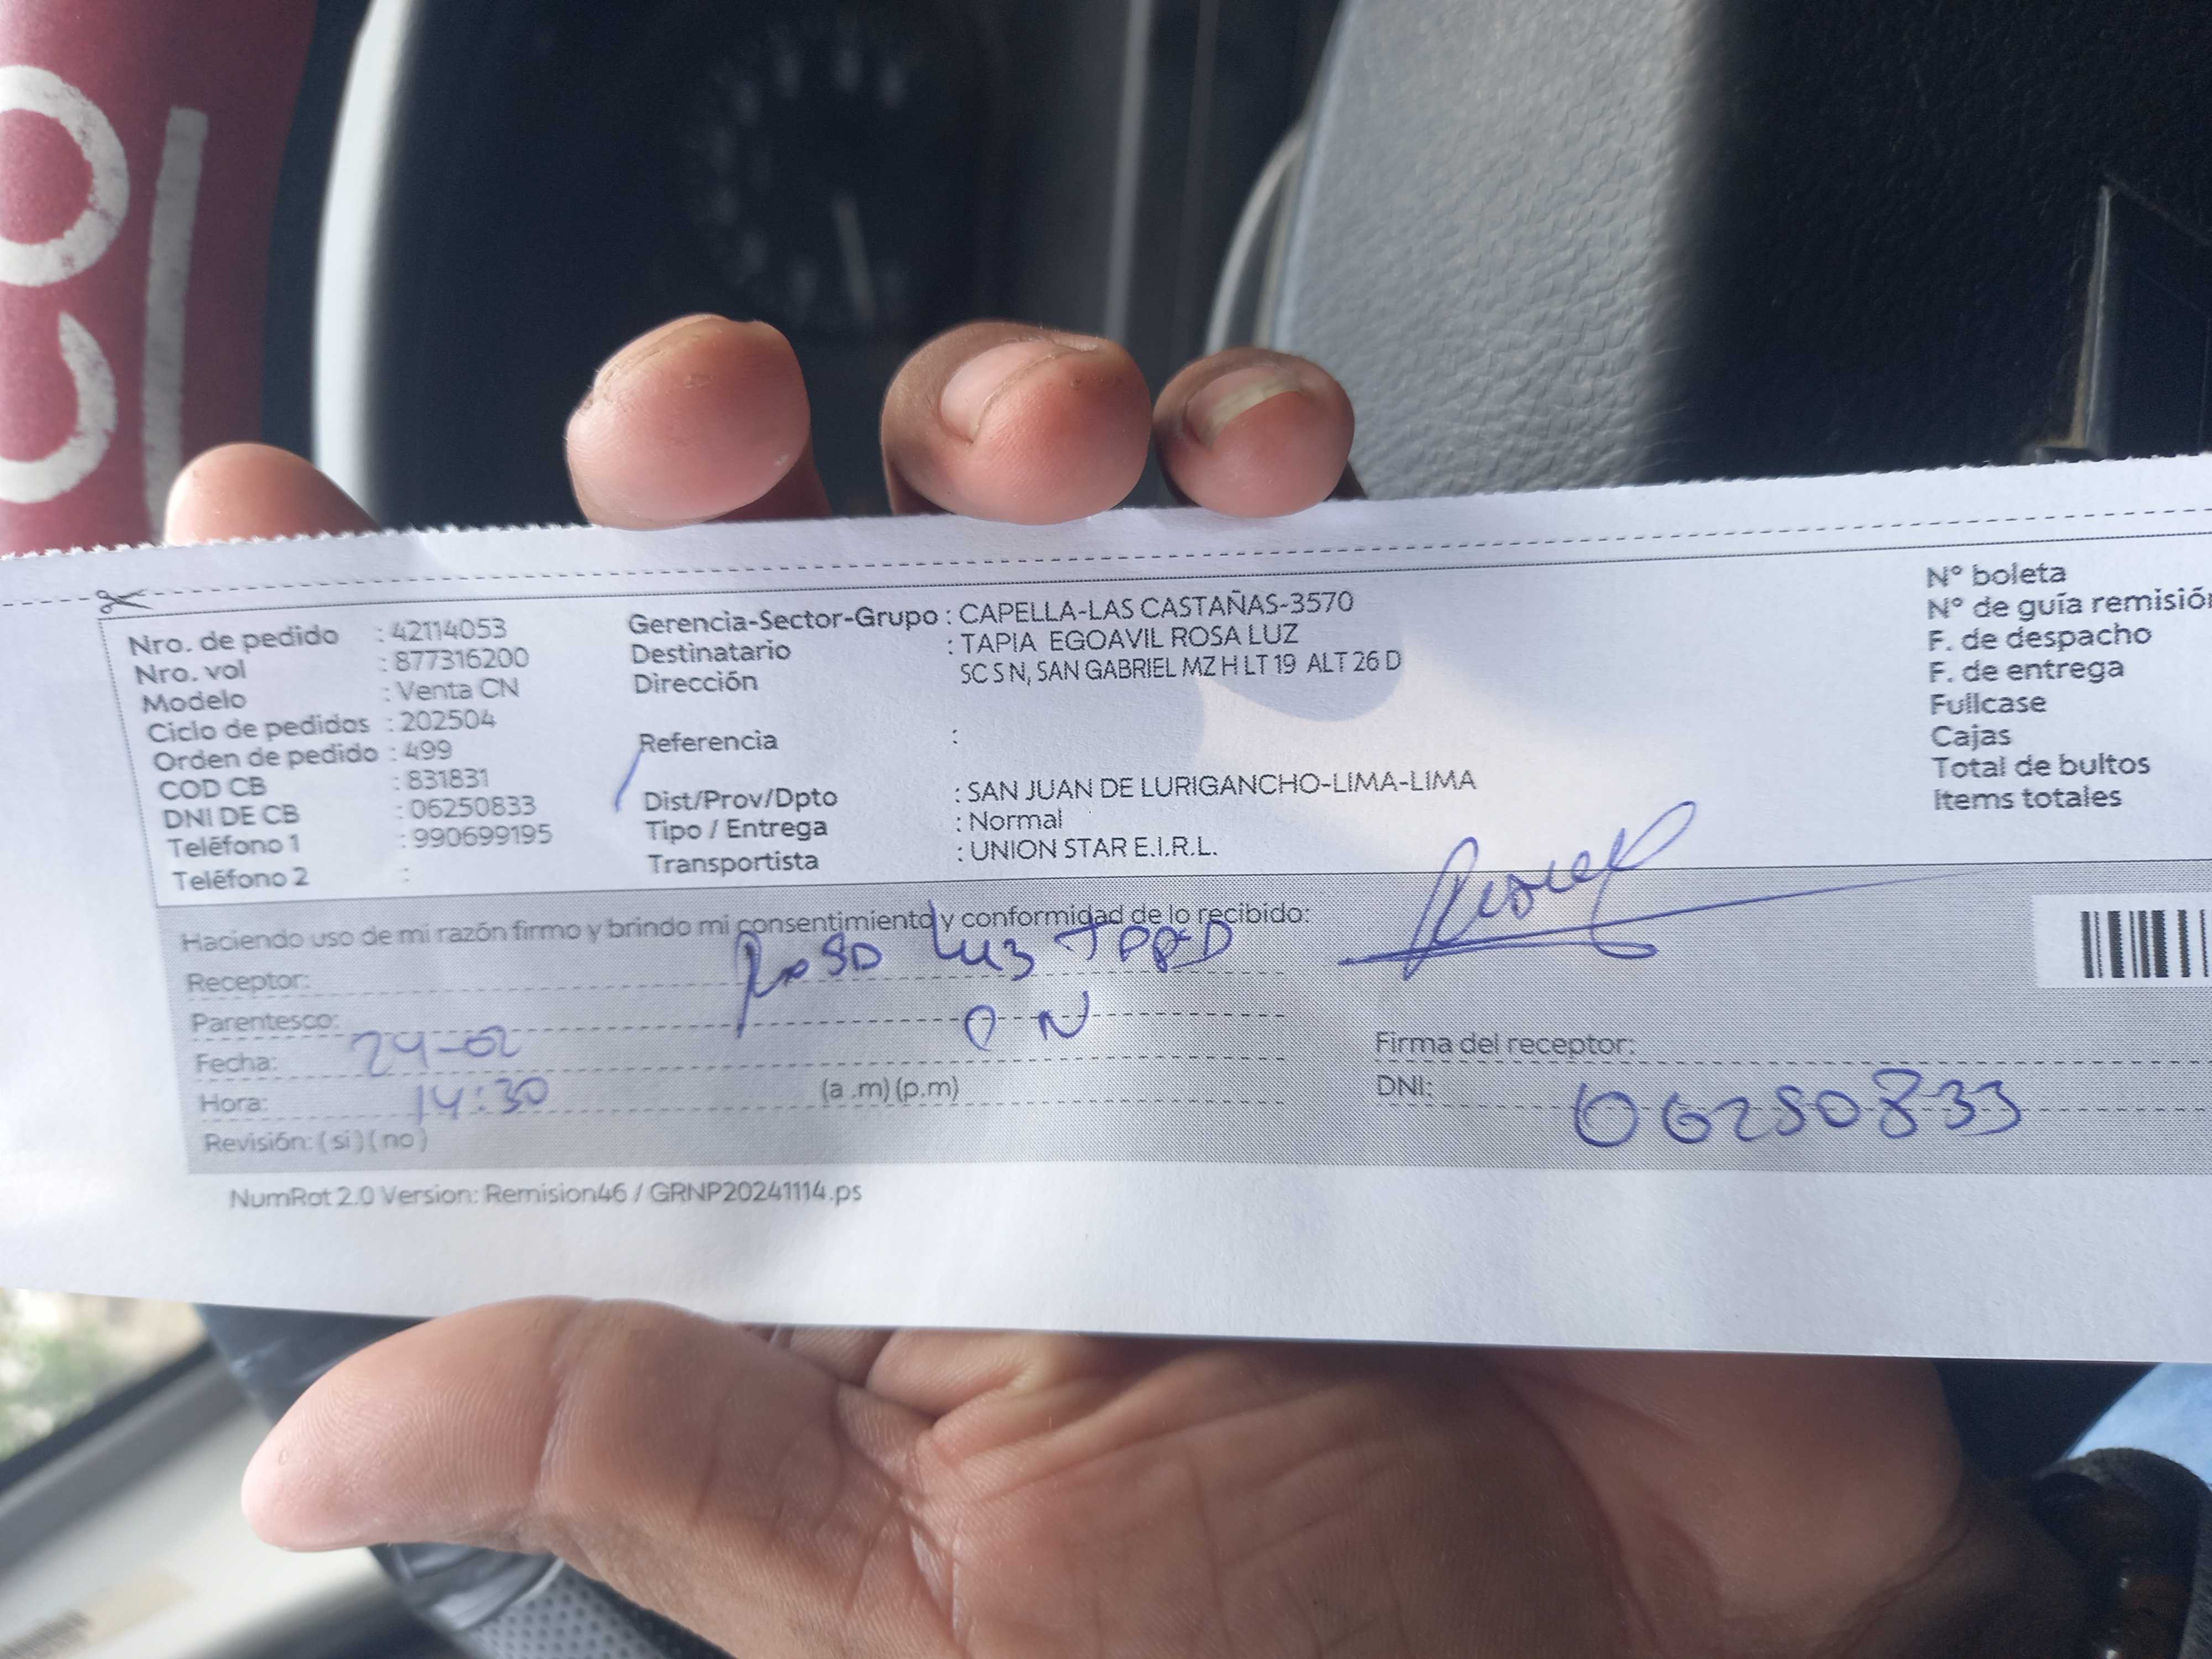 Nro. de pedido : 42114053
Nro. vol : 877316200
Modelo : Venta CN
Ciclo de pedidos : 202504
Orden de pedido : 499
COD CB : 831831
DNI DE CB : 06250833
Teléfono 1 : 990699195
Teléfono 2 :
Gerencia-Sector-Grupo : CAPELLA-LAS CASTAÑAS-3570
Destinatario : TAPIA EGOAVIL ROSA LUZ
Dirección SC S N, SAN GABRIEL MZ H LT 19 ALT 26 D
Referencia :
Dist/Prov/Dpto : SAN JUAN DE LURIGANCHO-LIMA-LIMA
Tipo / Entrega : Normal
Transportista : UNION STAR E.I.R.L.
N° boleta
N° de guía remisión
F. de despacho
F. de entrega
Fullcase
Cajas
Total de bultos
Items totales
Haciendo uso de mi razón firmo y brindo mi consentimiento y conformidad de lo recibido:
Receptor: Rosa Luz
Parentesco:
Fecha: 24-02
Hora: 14:30 (a .m) (p.m)
Revisión: ( si ) ( no )
Firma del receptor:
DNI: 06250833
NumRot 2.0 Version: Remision46 / GRNP20241114.ps